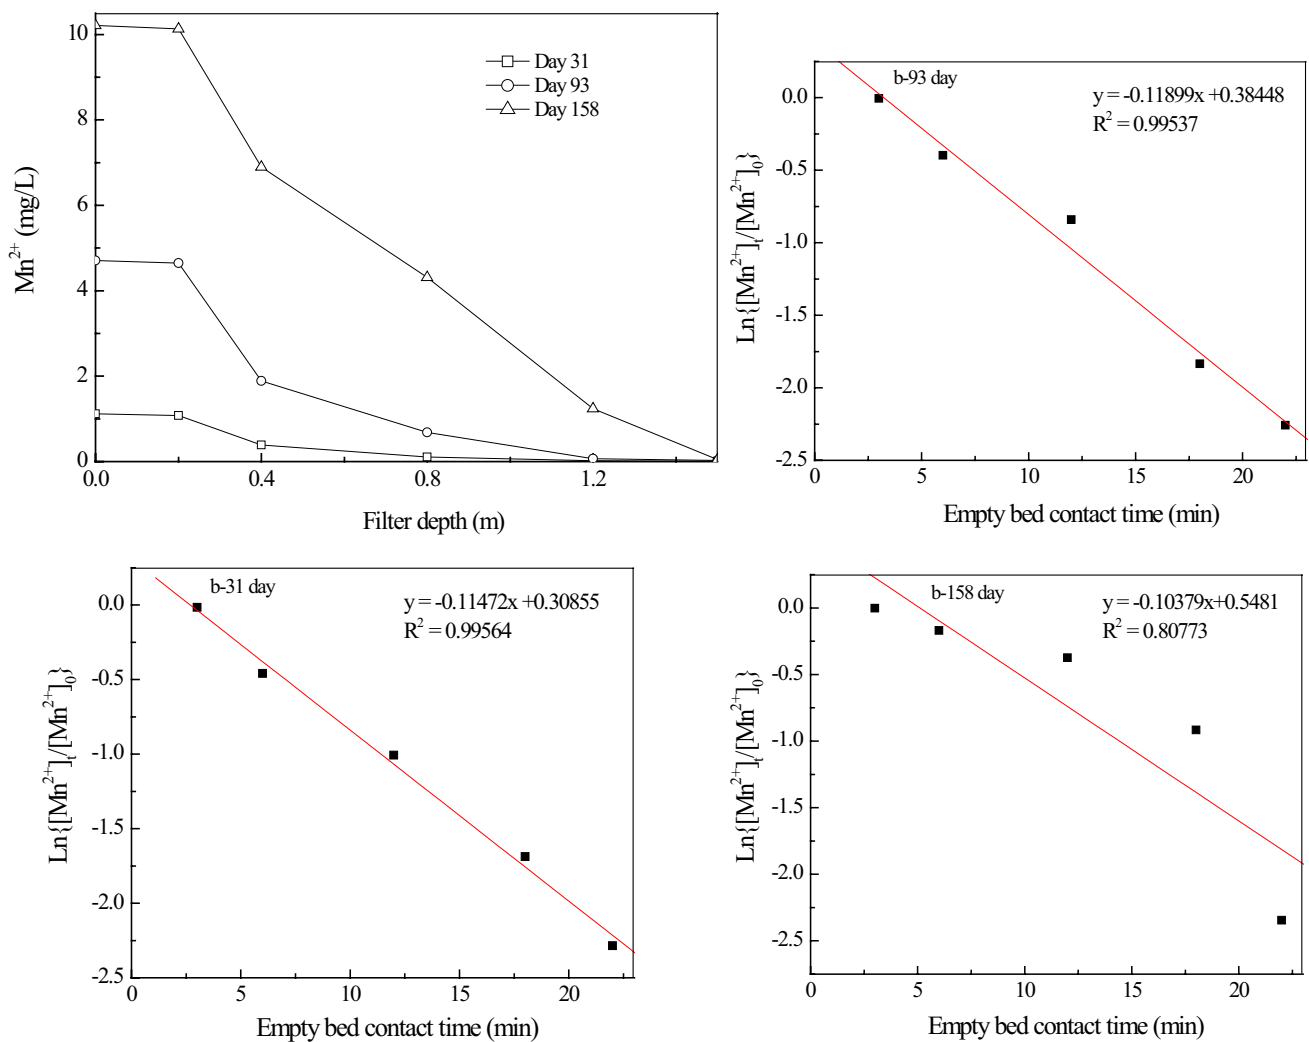 10
8
6
4
2
0
Mn²⁺ (mg/L)
Day 31
Day 93
Day 158
0.0
0.4
0.8
1.2
Filter depth (m)
b-93 day
y = -0.11899x +0.38448
R² = 0.99537
0.0
-0.5
-1.0
-1.5
-2.0
-2.5
Ln{[Mn²⁺]ₜ/[Mn²⁺]₀}
0
5
10
15
20
Empty bed contact time (min)
b-31 day
y = -0.11472x +0.30855
R² = 0.99564
0.0
-0.5
-1.0
-1.5
-2.0
-2.5
Ln{[Mn²⁺]ₜ/[Mn²⁺]₀}
0
5
10
15
20
Empty bed contact time (min)
b-158 day
y = -0.10379x+0.5481
R² = 0.80773
0.0
-0.5
-1.0
-1.5
-2.0
-2.5
Ln{[Mn²⁺]ₜ/[Mn²⁺]₀}
0
5
10
15
20
Empty bed contact time (min)